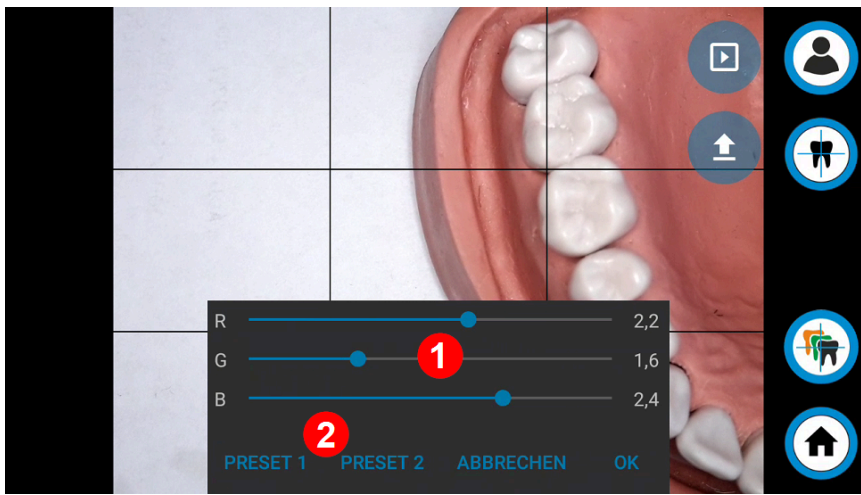 R 2,2
G 1 1,6
B 2,4
2
PRESET 1 PRESET 2 ABBRECHEN OK